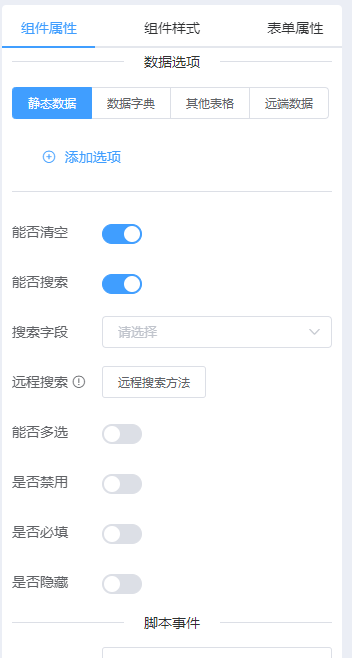 组件属性 组件样式 表单属性
数据选项
静态数据 数据字典 其他表格 远端数据
添加选项
能否清空
能否搜索
搜索字段 请选择
远程搜索 远程搜索方法
能否多选
是否禁用
是否必填
是否隐藏
脚本事件